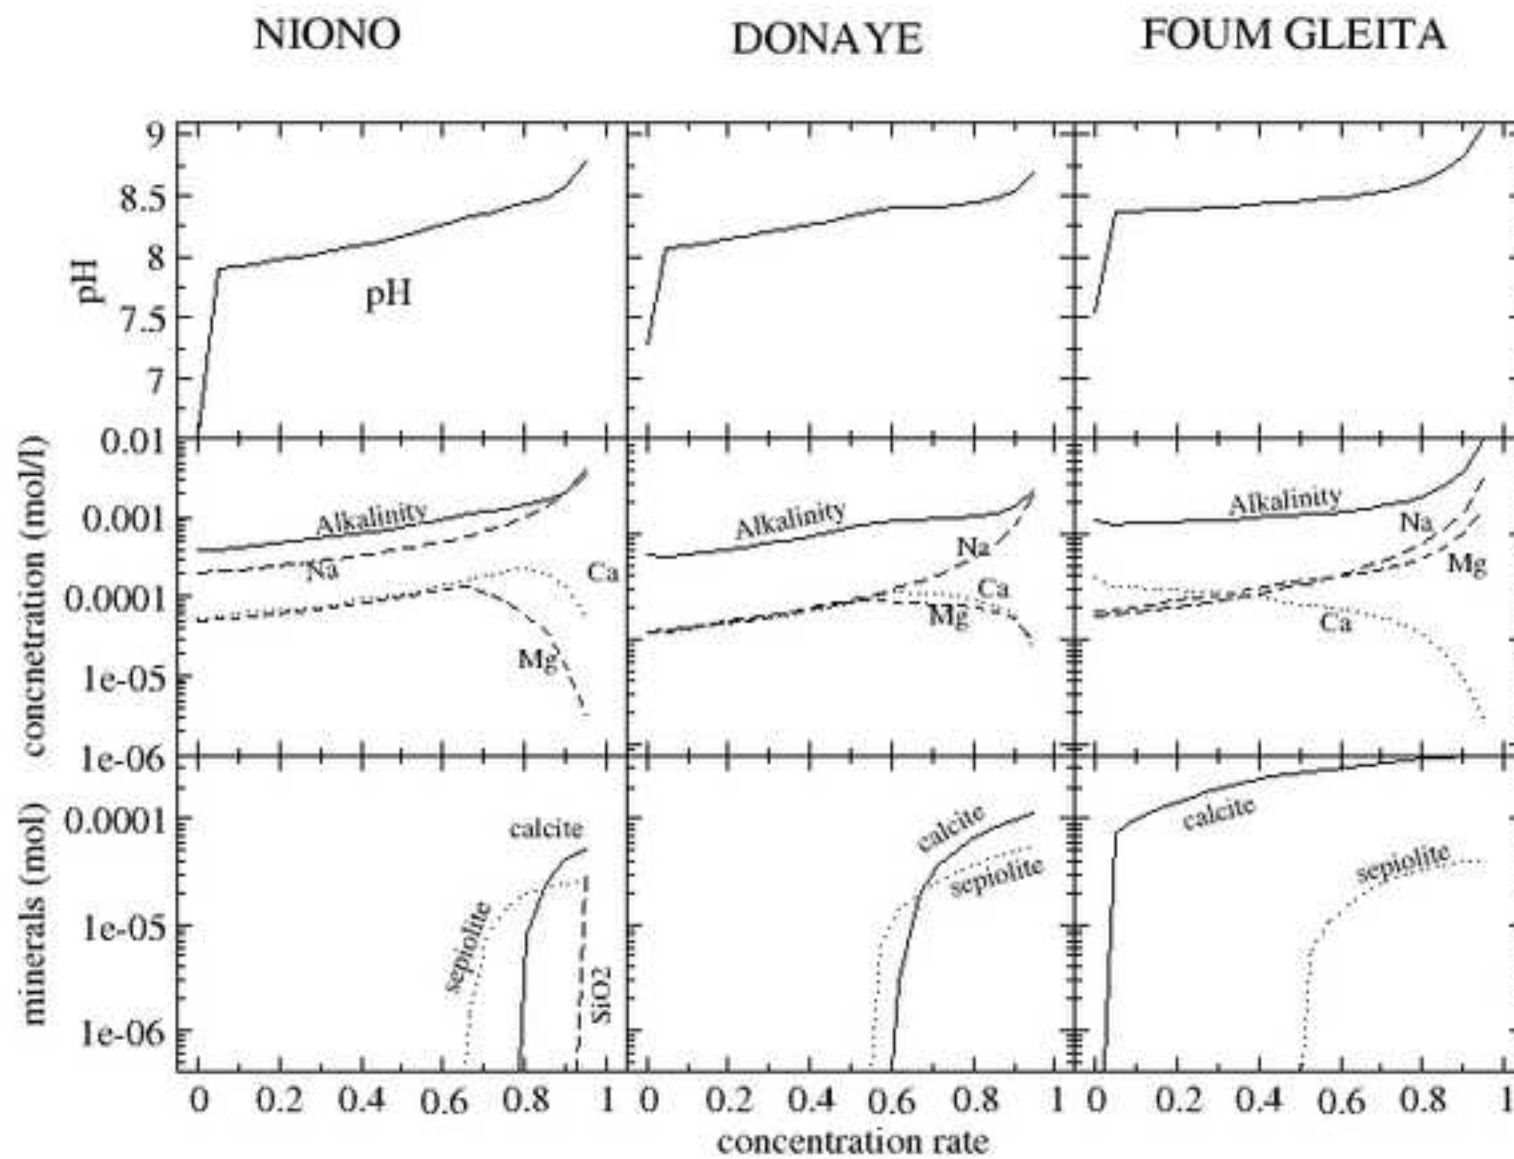 NIONO DONAYE FOUM GLEITA
9
8.5
8
7.5
7
pH
pH
0.01
0.001
0.0001
1e-05
1e-06
concnetration (mol/l)
Alkalinity
Na
Ca
Mg
Alkalinity
Na
Ca
Mg
Alkalinity
Na
Mg
Ca
0.0001
1e-05
1e-06
minerals (mol)
calcite
sepiolite
SiO2
calcite
sepiolite
calcite
sepiolite
0 0.2 0.4 0.6 0.8 1 0 0.2 0.4 0.6 0.8 1 0 0.2 0.4 0.6 0.8 1
concentration rate